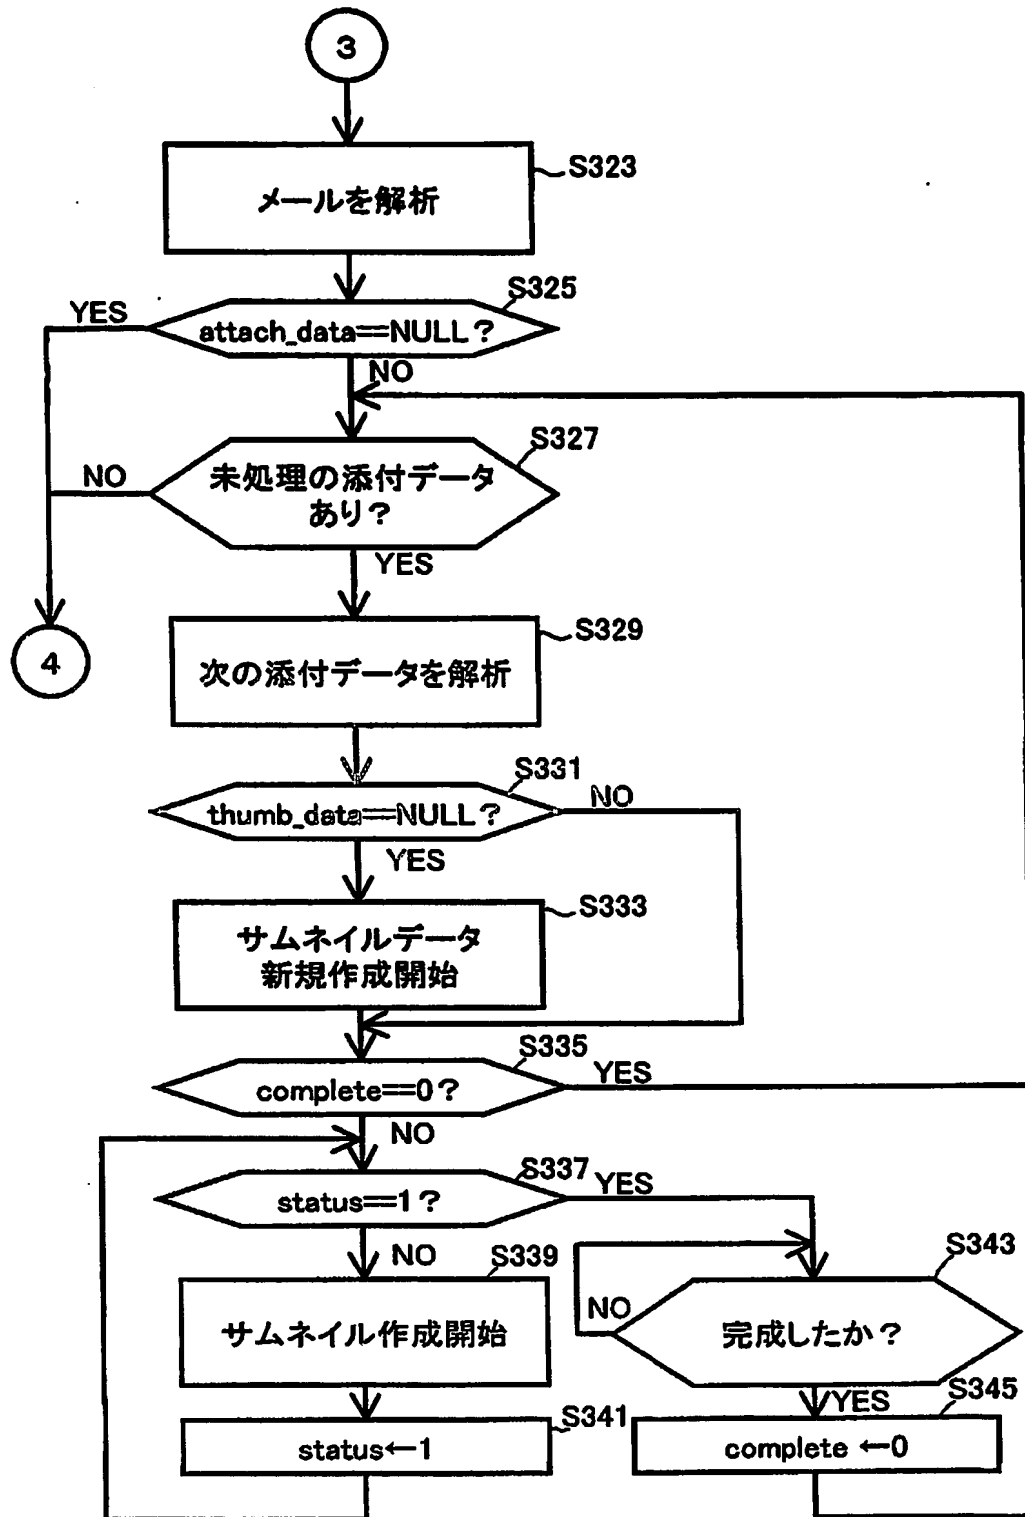 3
S323
メールを解析
S325
YES
attach_data==NULL?
NO
S327
NO
未処理の添付データ
あり?
YES
S329
4
次の添付データを解析
S331
NO
thumb_data==NULL?
YES
S333
サムネイルデータ
新規作成開始
S335
complete==0?
YES
NO
S337
status==1?
YES
NO
S339
S343
サムネイル作成開始
NO
完成したか?
S341
YES
S345
status←1
complete ←0